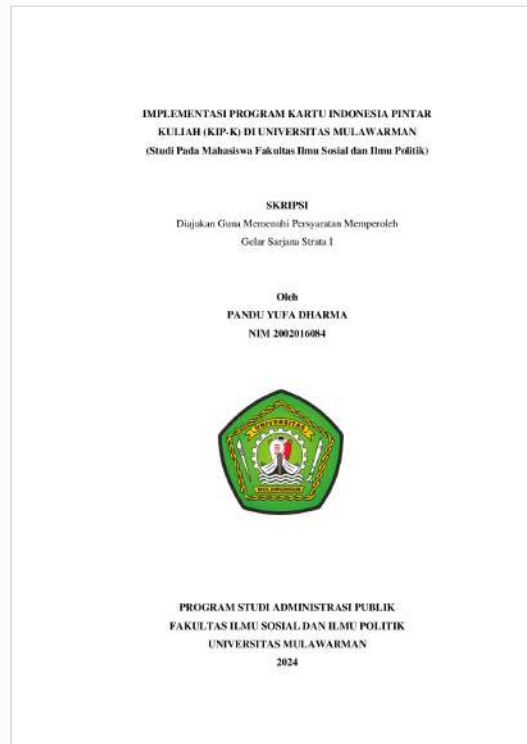 IMPLEMENTASI PROGRAM KARTU INDONESIA PINTAR
KULIAH (KIP-K) DI UNIVERSITAS MULAWARMAN
(Studi Pada Mahasiswa Fakultas Ilmu Sosial dan Ilmu Politik)
SKRIPSI
Diajukan Guna Memenuhi Persyaratan Memperoleh
Gelar Sarjana Strata I
Oleh
PANDU YUFA DHARMA
NIM 2002016084
UNIVERSITAS
MULAWARMAN
PROGRAM STUDI ADMINISTRASI PUBLIK
FAKULTAS ILMU SOSIAL DAN ILMU POLITIK
UNIVERSITAS MULAWARMAN
2024